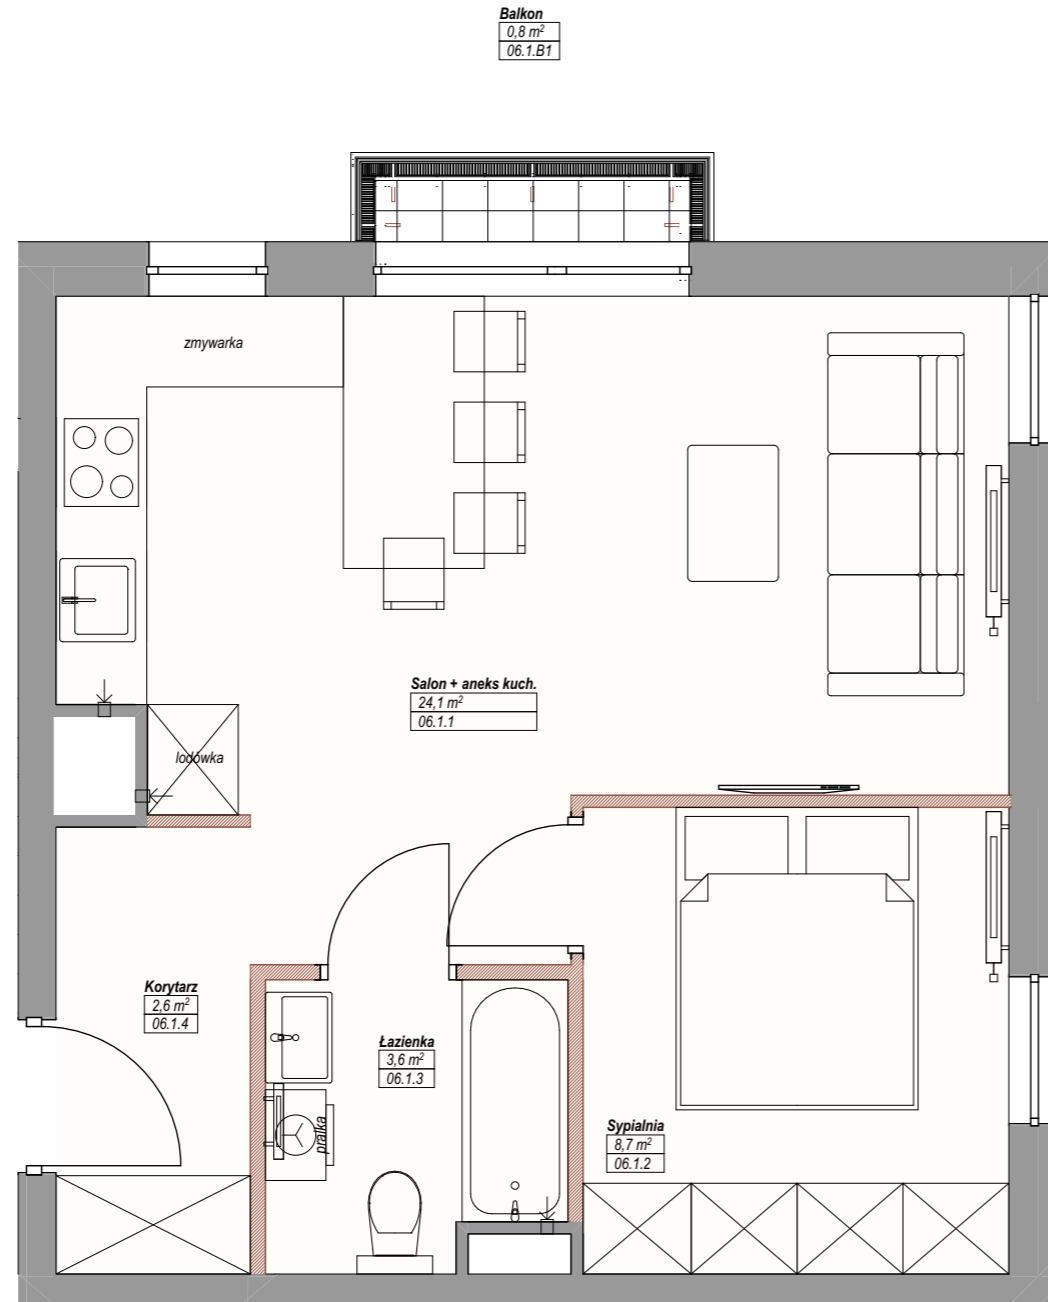 Balkon
0,8 m²
06.1.B1
zmywarka
Salon + aneks kuch.
24,1 m²
06.1.1
lodówka
Korytarz
2,6 m²
06.1.4
Łazienka
3,6 m²
06.1.3
pralka
Sypialnia
8,7 m²
06.1.2